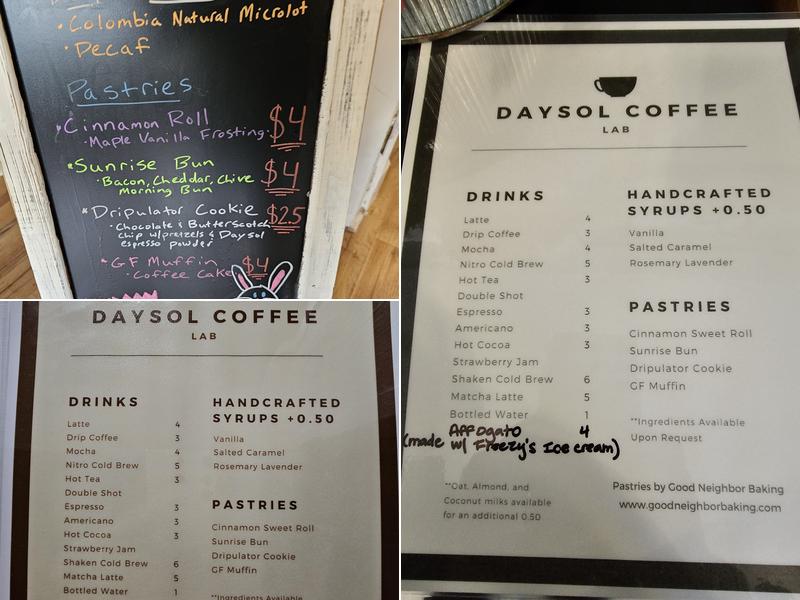 Colombia Natural Microlot
Decaf
Pastries
Cinnamon Roll $4
Maple Vanilla Frosting
Sunrise Bun $4
Bacon, Cheddar, Chive
Morning Bun
Dripulator Cookie $2.5
Chocolate & Butterscotch
chip w/pretzels & Daysol
espresso powder
GF Muffin $4
Coffee Cake
DAYSOL COFFEE
LAB
DRINKS
Latte 4
Drip Coffee 3
Mocha 4
Nitro Cold Brew 5
Hot Tea 3
Double Shot
Espresso 3
Americano 3
Hot Cocoa 3
Strawberry Jam
Shaken Cold Brew 6
Matcha Latte 5
Bottled Water 1
HANDCRAFTED
SYRUPS +0.50
Vanilla
Salted Caramel
Rosemary Lavender
PASTRIES
Cinnamon Sweet Roll
Sunrise Bun
Dripulator Cookie
GF Muffin
**Ingredients Available
DAYSOL COFFEE
LAB
DRINKS
Latte 4
Drip Coffee 3
Mocha 4
Nitro Cold Brew 5
Hot Tea 3
Double Shot
Espresso 3
Americano 3
Hot Cocoa 3
Strawberry Jam
Shaken Cold Brew 6
Matcha Latte 5
Bottled Water 1
Affogato 4
(made w/ Freezy's Ice cream)
**Oat, Almond, and
Coconut milks available
for an additional 0.50
HANDCRAFTED
SYRUPS +0.50
Vanilla
Salted Caramel
Rosemary Lavender
PASTRIES
Cinnamon Sweet Roll
Sunrise Bun
Dripulator Cookie
GF Muffin
**Ingredients Available
Upon Request
Pastries by Good Neighbor Baking
www.goodneighborbaking.com